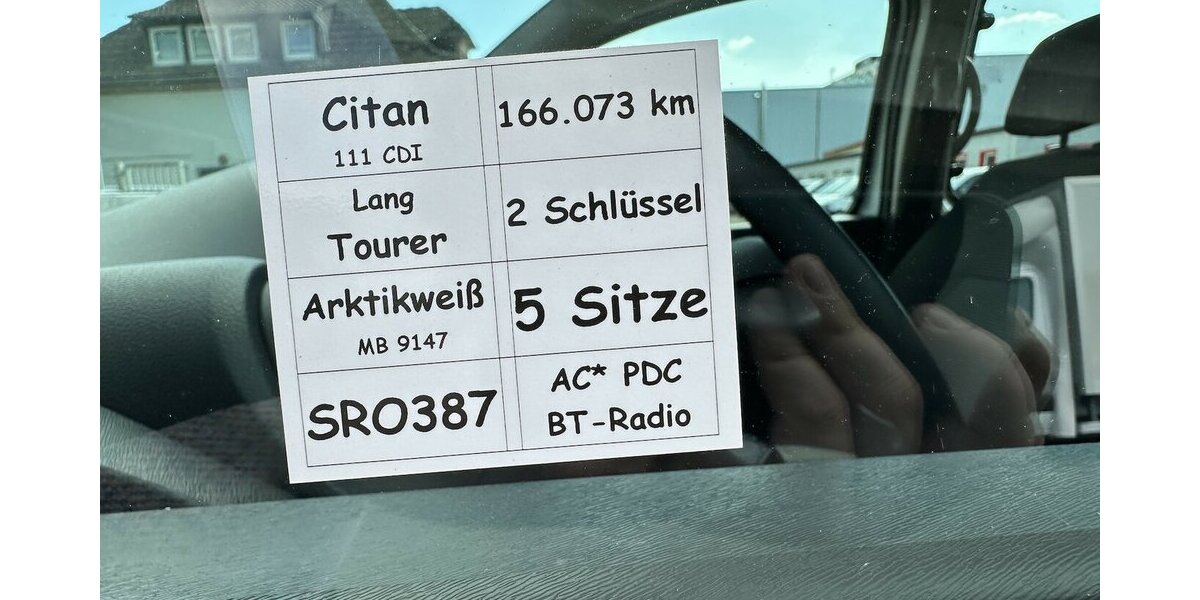 Citan
111 CDI
166.073 km
Lang
Tourer
2 Schlüssel
Arktikweiß
MB 9147
5 Sitze
SRO387
AC* PDC
BT-Radio